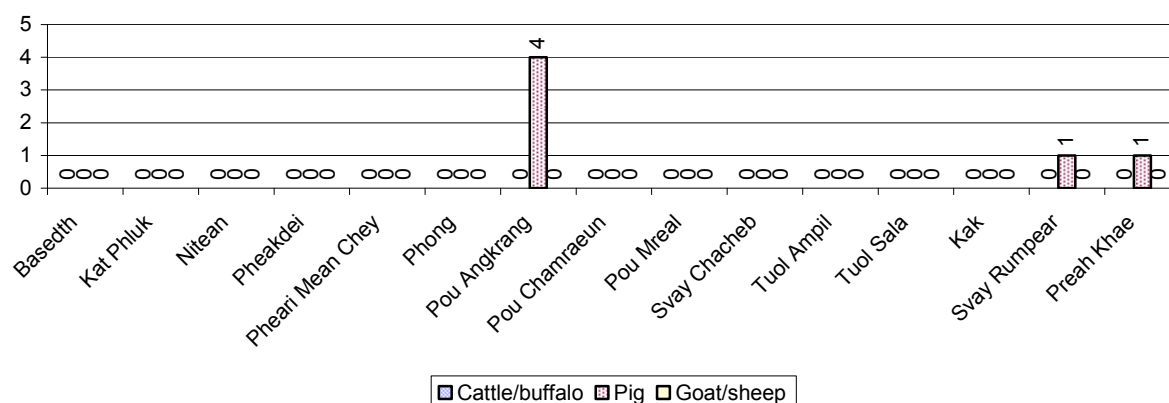 5
4
3
2
1
0
0 0 0 0 0 0 0 0 0 0 0 0 0 0 0 0 0 0 0 4 0 0 0 0 0 0 0 0 0 0 0 0 0 0 0 0 0 0 0 0 1 0 0 1 0
Basedth
Kat Phluk
Nitean
Pheakdei
Pheari Mean Chey
Phong
Pou Angkrang
Pou Chamraeun
Pou Mreal
Svay Chacheb
Tuol Ampil
Tuol Sala
Kak
Svay Rumpear
Preah Khae
Cattle/buffalo Pig Goat/sheep